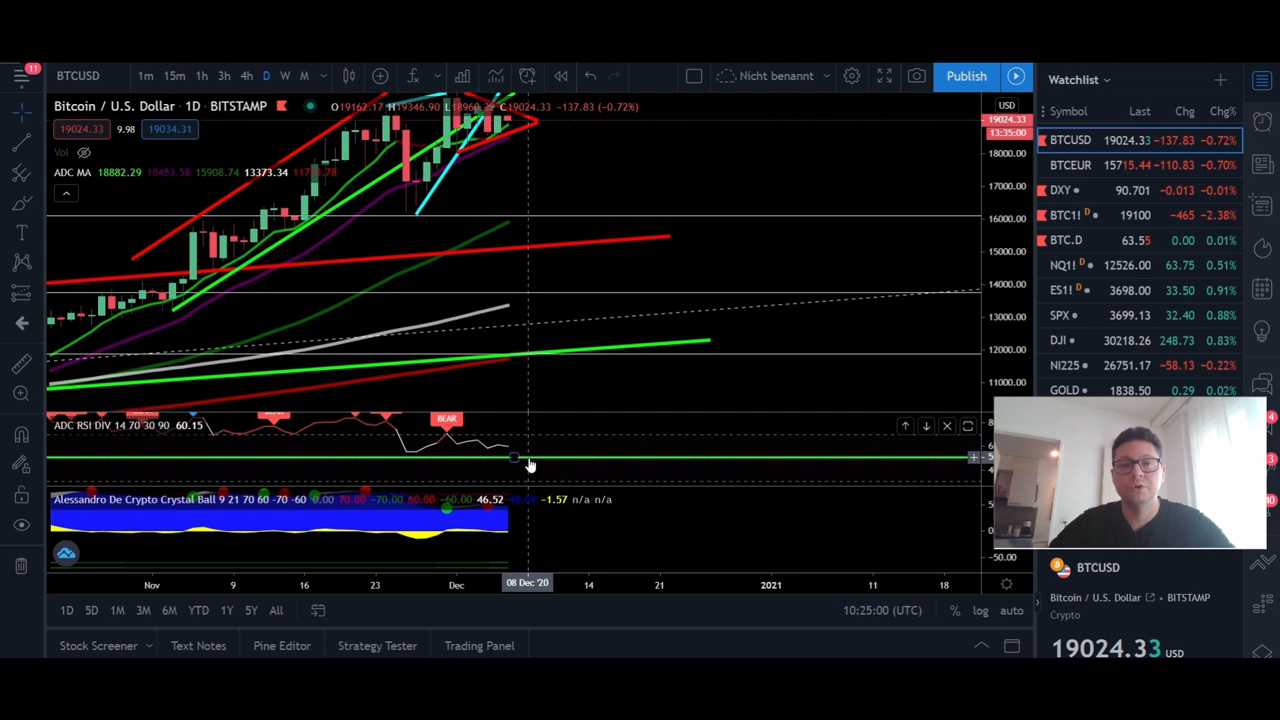 11
BTCUSD 1m 15m 1h 3h 4h D W M Nicht benannt Publish
Watchlist
Bitcoin / U.S. Dollar · 1D · BITSTAMP O19162.17 H19346.90 L18960.32 C19024.33 -137.83 (-0.72%)
USD
Symbol Last Chg Chg%
19024.33 9.98 19034.31
19024.33
13:35:00
Vol
ADC MA 18882.29 18483.58 15908.74 13373.34
18000.00
17000.00
16000.00
15000.00
14000.00
13000.00
12000.00
11000.00
BTCUSD 19024.33 -137.83 -0.72%
BTCEUR 15715.44 -110.83 -0.70%
DXY 90.701 -0.013 -0.01%
BTC1! D 19100 -465 -2.38%
BTC.D 63.55 0.00 0.01%
NQ1! D 12526.00 63.75 0.51%
ES1! D 3698.00 33.50 0.91%
SPX 3699.13 32.40 0.88%
DJI 30218.26 248.73 0.83%
NI225 26751.17 -58.13 -0.22%
GOLD 1838.50 0.29 0.02%
BEAR
ADC RSI DIV 14 70 30 90 60.15
Alessandro De Crypto Crystal Ball 9 21 70 60 -70 -60 0.00 70.00 -70.00 60.00 -60.00 46.52 -1.57 n/a n/a
-50.00
Nov 9 16 23 Dec 08 Dec '20 14 21 2021 11 18
1D 5D 1M 3M 6M YTD 1Y 5Y All 10:25:00 (UTC) % log auto
Stock Screener Text Notes Pine Editor Strategy Tester Trading Panel
BTCUSD
Bitcoin / U.S. Dollar • BITSTAMP
Crypto
19024.33 USD